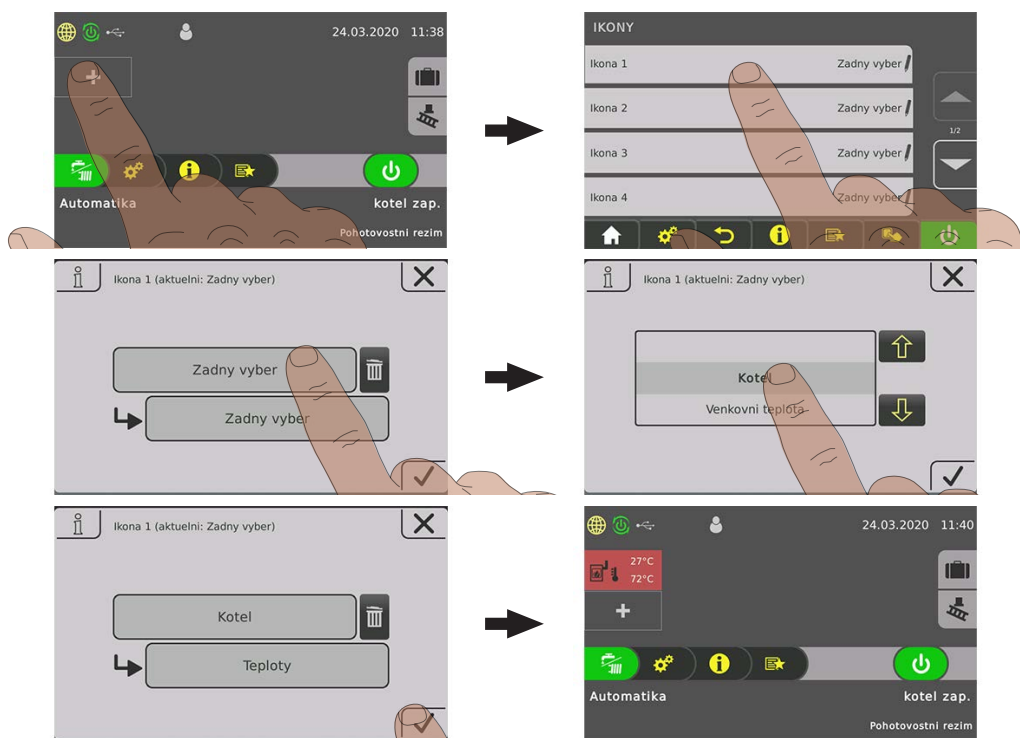 24.03.2020 11:38
+
Automatika
kotel zap.
Pohotovostni rezim
IKONY
Ikona 1 Zadny vyber
Ikona 2 Zadny vyber
Ikona 3 Zadny vyber
Ikona 4 Zadny vyber
1/2
Ikona 1 (aktuelni: Zadny vyber)
Zadny vyber
Zadny vyber
Ikona 1 (aktuelni: Zadny vyber)
Kotel
Venkovni teplota
Ikona 1 (aktuelni: Zadny vyber)
Kotel
Teploty
24.03.2020 11:40
27°C
72°C
+
Automatika
kotel zap.
Pohotovostni rezim